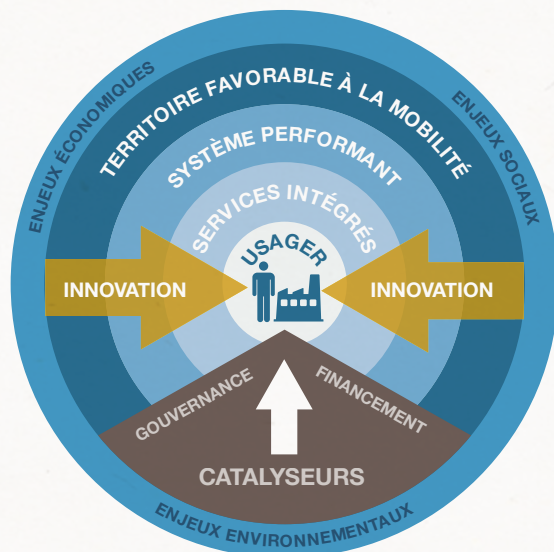 ENJEUX ÉCONOMIQUES
ENJEUX SOCIAUX
TERRITOIRE FAVORABLE À LA MOBILITÉ
SYSTÈME PERFORMANT
SERVICES INTÉGRÉS
USAGER
INNOVATION
INNOVATION
GOUVERNANCE
FINANCEMENT
CATALYSEURS
ENJEUX ENVIRONNEMENTAUX